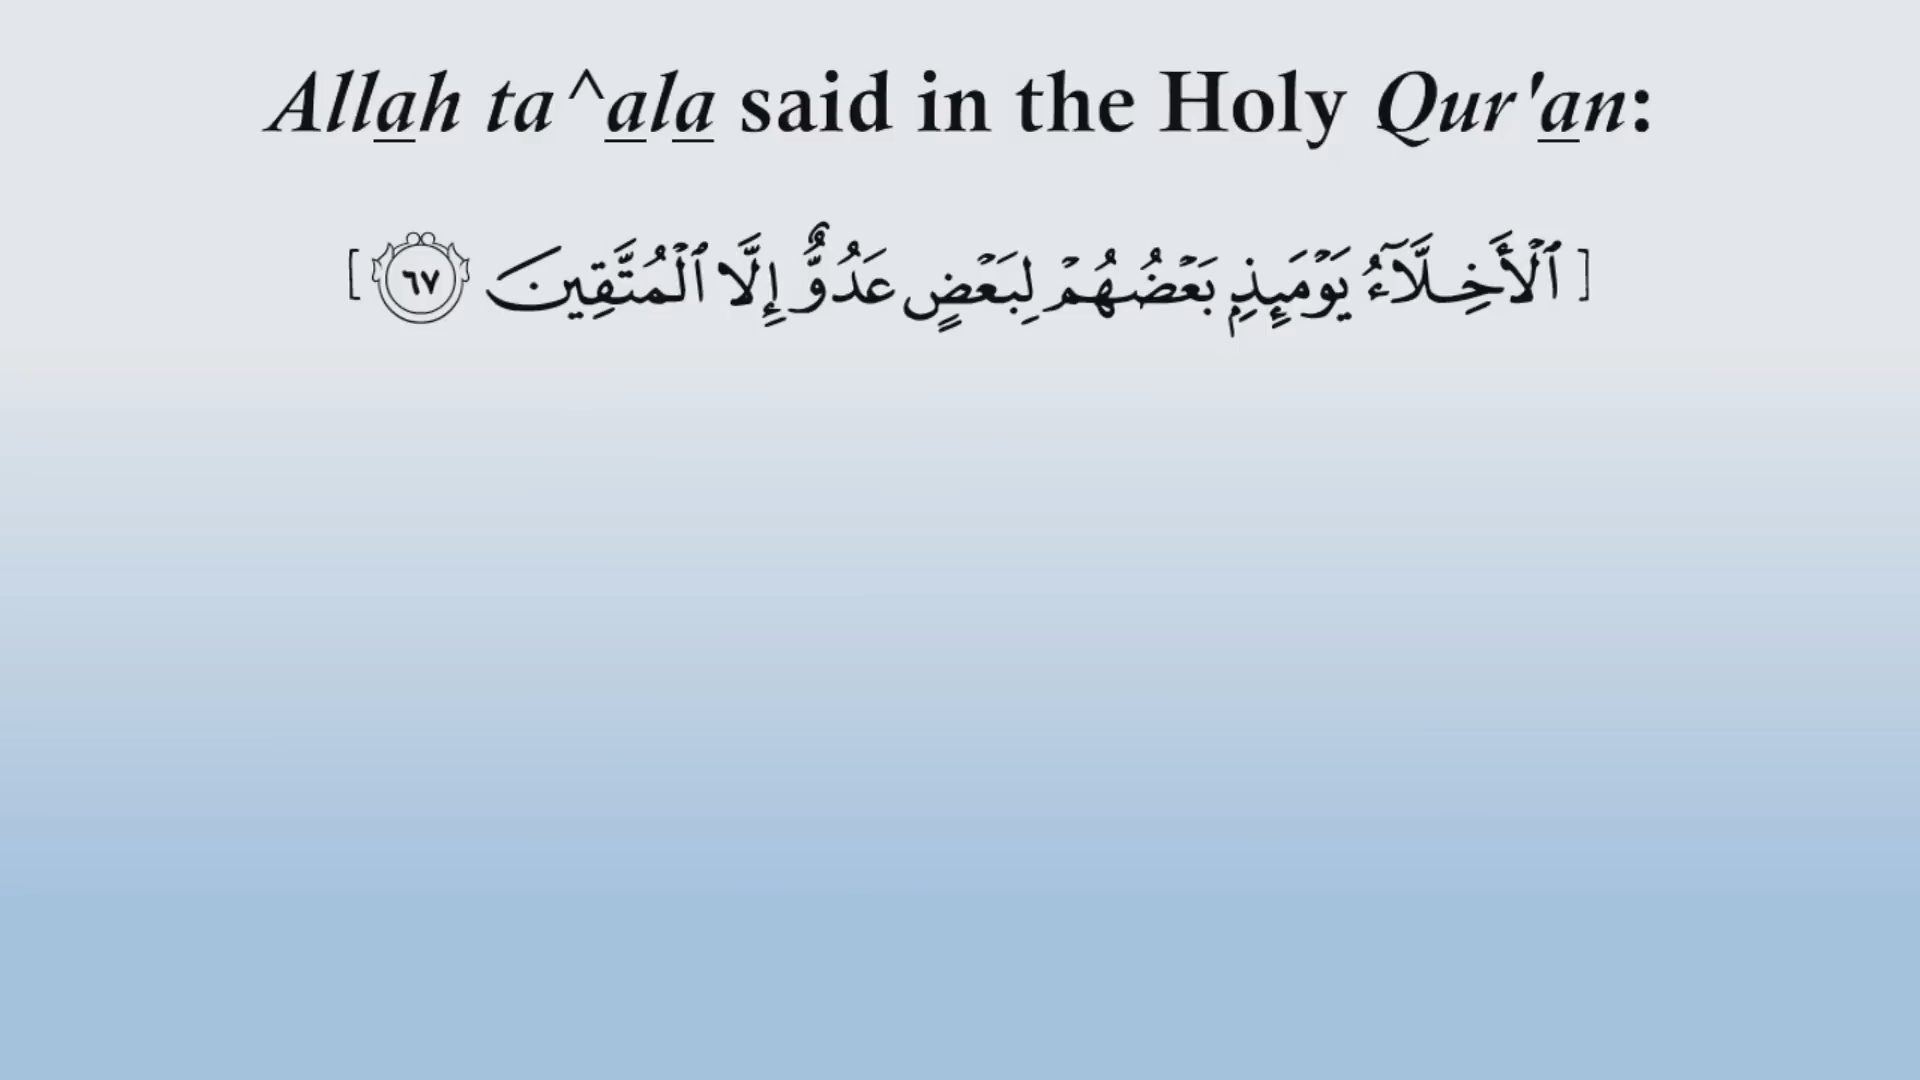 Allah ta^ala said in the Holy Qur'an:
[ٱلۡأَخِلَّآءُ يَوۡمَئِذِۭ بَعۡضُهُمۡ لِبَعۡضٍ عَدُوٌّ إِلَّا ٱلۡمُتَّقِينَ ٦٧]